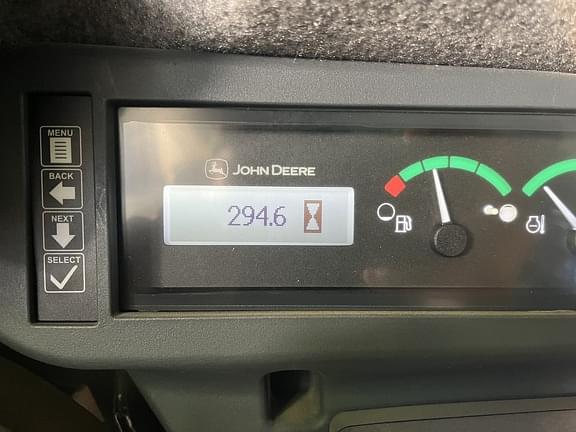 MENU
BACK
NEXT
SELECT
JOHN DEERE
294.6